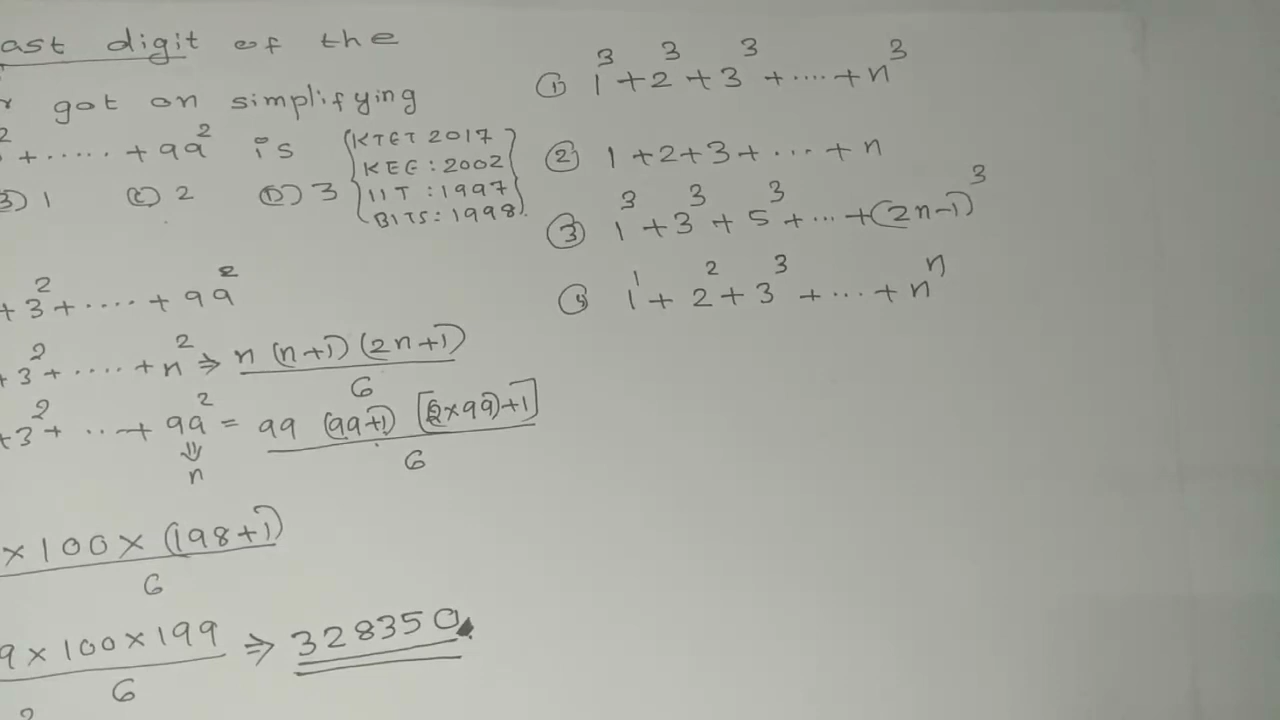 ast digit of the
r got on simplifying
² + ..... + 99² is {KTET 2017
KEE : 2002
IIT : 1997
BITS : 1998}
B) 1 (C) 2 (D) 3
+ 3² + .... + 99²
+ 3² + .... + n² ⇒ n (n+1) (2n+1)
6
+ 3² + ... + 99² = 99 (99+1) [(2×99)+1]
6
⇓
n
× 100 × (198+1)
6
9 × 100 × 199 ⇒ 328350
6
2
① 1³ + 2³ + 3³ + .... + n³
② 1 + 2 + 3 + ... + n
③ 1³ + 3³ + 5³ + ... + (2n-1)³
1¹ + 2² + 3³ + ... + nⁿ